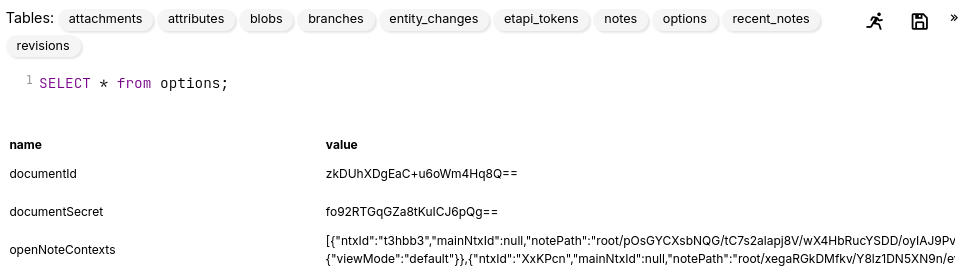 Tables: attachments attributes blobs branches entity_changes etapi_tokens notes options recent_notes »
revisions
1 SELECT * from options;
name value
documentId zkDUhXDgEaC+u6oWm4Hq8Q==
documentSecret fo92RTGqGZa8tKuICJ6pQg==
openNoteContexts [{"ntxId":"t3hbb3","mainNtxId":null,"notePath":"root/pOsGYCXsbNQG/tC7s2alapj8V/wX4HbRucYSDD/oyIAJ9Pv
{"viewMode":"default"}},{"ntxId":"XxKPcn","mainNtxId":null,"notePath":"root/xegaRGkDMfkv/Y8lz1DN5XN9n/e